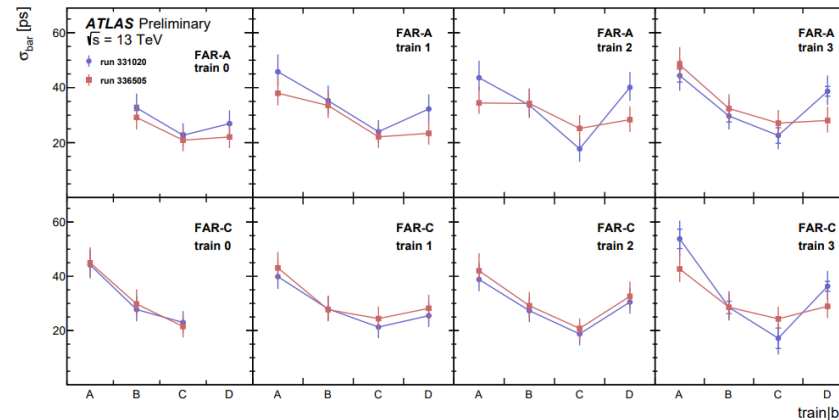 σbar [ps]
60
40
20
ATLAS Preliminary
√s = 13 TeV
run 331020
run 336505
FAR-A
train 0
FAR-A
train 1
FAR-A
train 2
FAR-A
train 3
60
40
20
FAR-C
train 0
FAR-C
train 1
FAR-C
train 2
FAR-C
train 3
A B C D A B C D A B C D A B C D
train|b